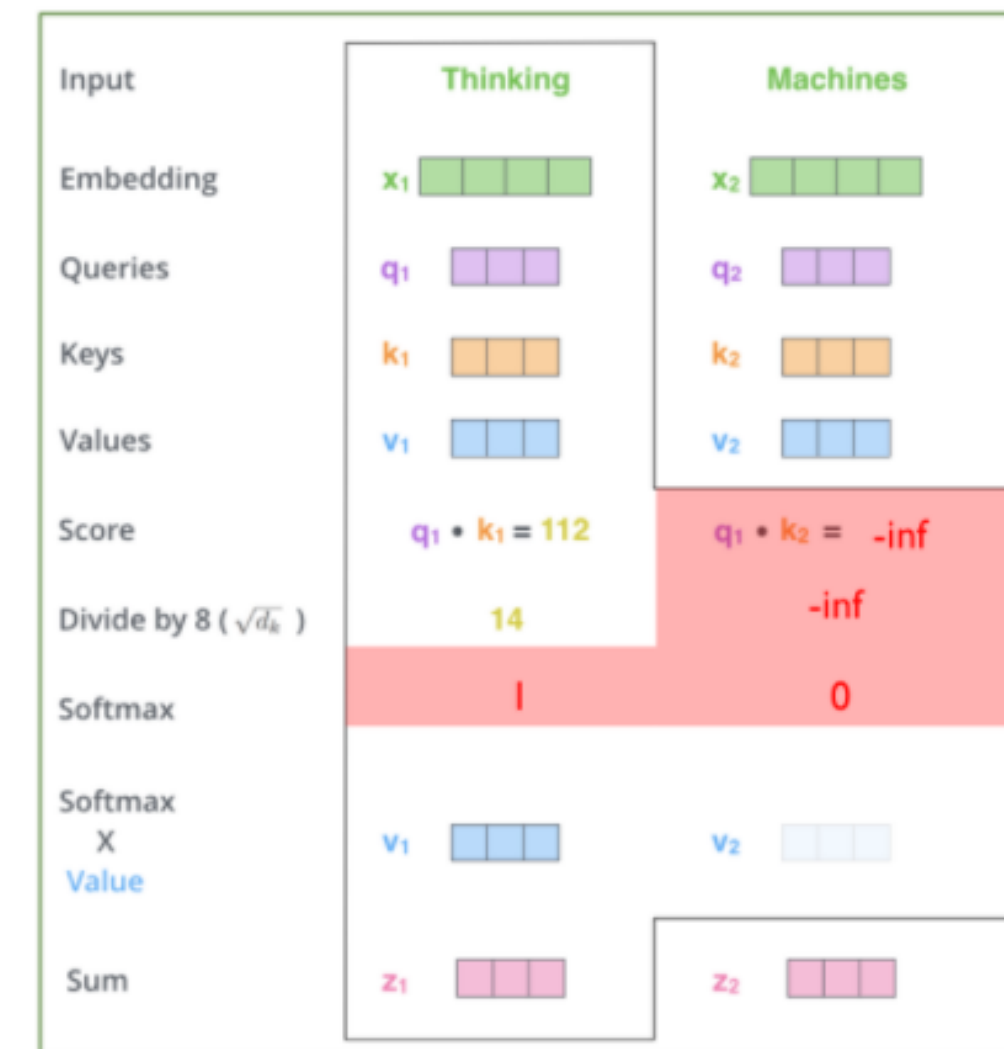 Input Thinking Machines
Embedding x₁ x₂
Queries q₁ q₂
Keys k₁ k₂
Values v₁ v₂
Score q₁ • k₁ = 112 q₁ • k₂ = -inf
Divide by 8 ( √dₖ ) 14 -inf
Softmax 1 0
Softmax
X v₁ v₂
Value
Sum z₁ z₂